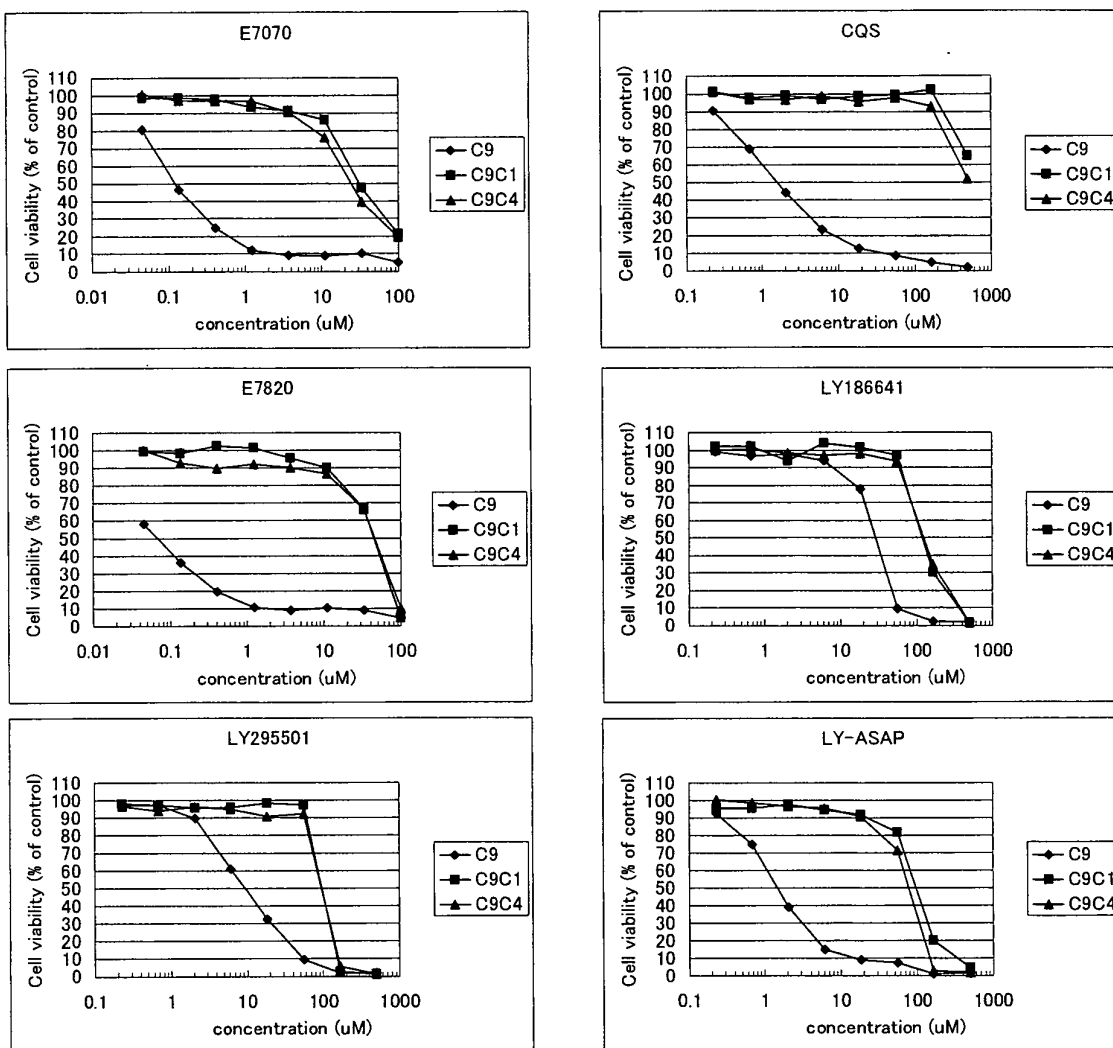 E7070
Cell viability (% of control)
110
100
90
80
70
60
50
40
30
20
10
0
0.01 0.1 1 10 100
concentration (uM)
C9
C9C1
C9C4
CQS
Cell viability (% of control)
110
100
90
80
70
60
50
40
30
20
10
0
0.1 1 10 100 1000
concentration (uM)
C9
C9C1
C9C4
E7820
Cell viability (% of control)
110
100
90
80
70
60
50
40
30
20
10
0
0.01 0.1 1 10 100
concentration (uM)
C9
C9C1
C9C4
LY186641
Cell viability (% of control)
110
100
90
80
70
60
50
40
30
20
10
0
0.1 1 10 100 1000
concentration (uM)
C9
C9C1
C9C4
LY295501
Cell viability (% of control)
110
100
90
80
70
60
50
40
30
20
10
0
0.1 1 10 100 1000
concentration (uM)
C9
C9C1
C9C4
LY-ASAP
Cell viability (% of control)
110
100
90
80
70
60
50
40
30
20
10
0
0.1 1 10 100 1000
concentration (uM)
C9
C9C1
C9C4